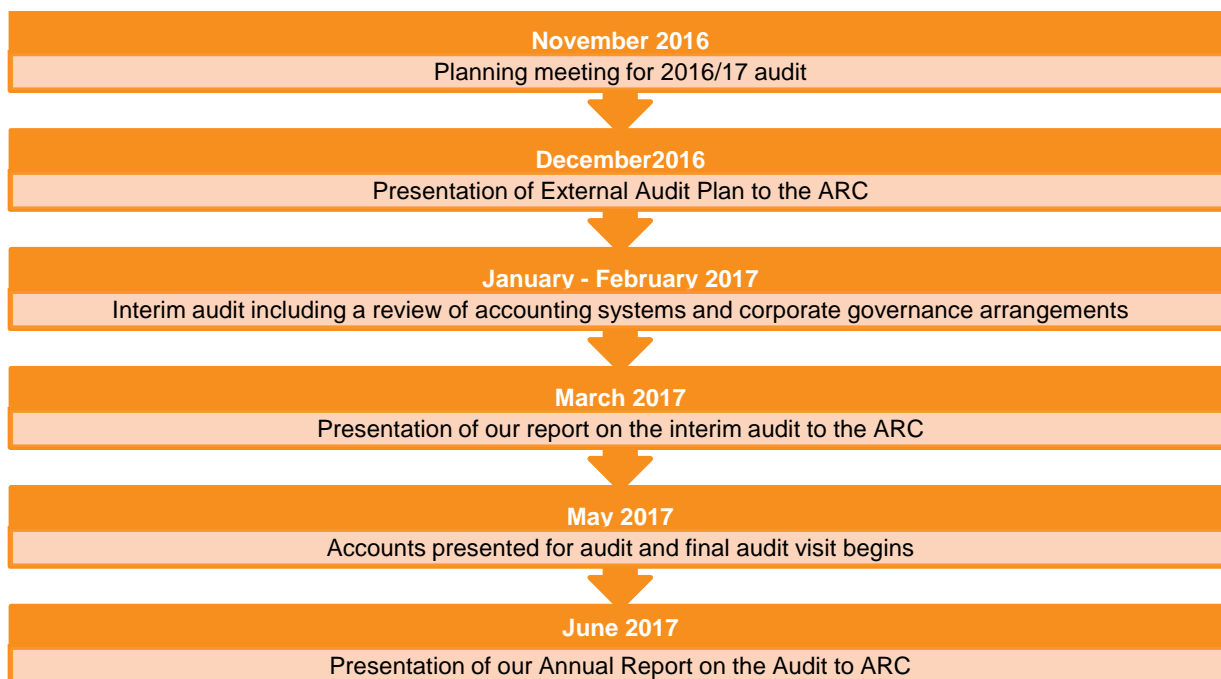 November 2016
Planning meeting for 2016/17 audit
December2016
Presentation of External Audit Plan to the ARC
January - February 2017
Interim audit including a review of accounting systems and corporate governance arrangements
March 2017
Presentation of our report on the interim audit to the ARC
May 2017
Accounts presented for audit and final audit visit begins
June 2017
Presentation of our Annual Report on the Audit to ARC